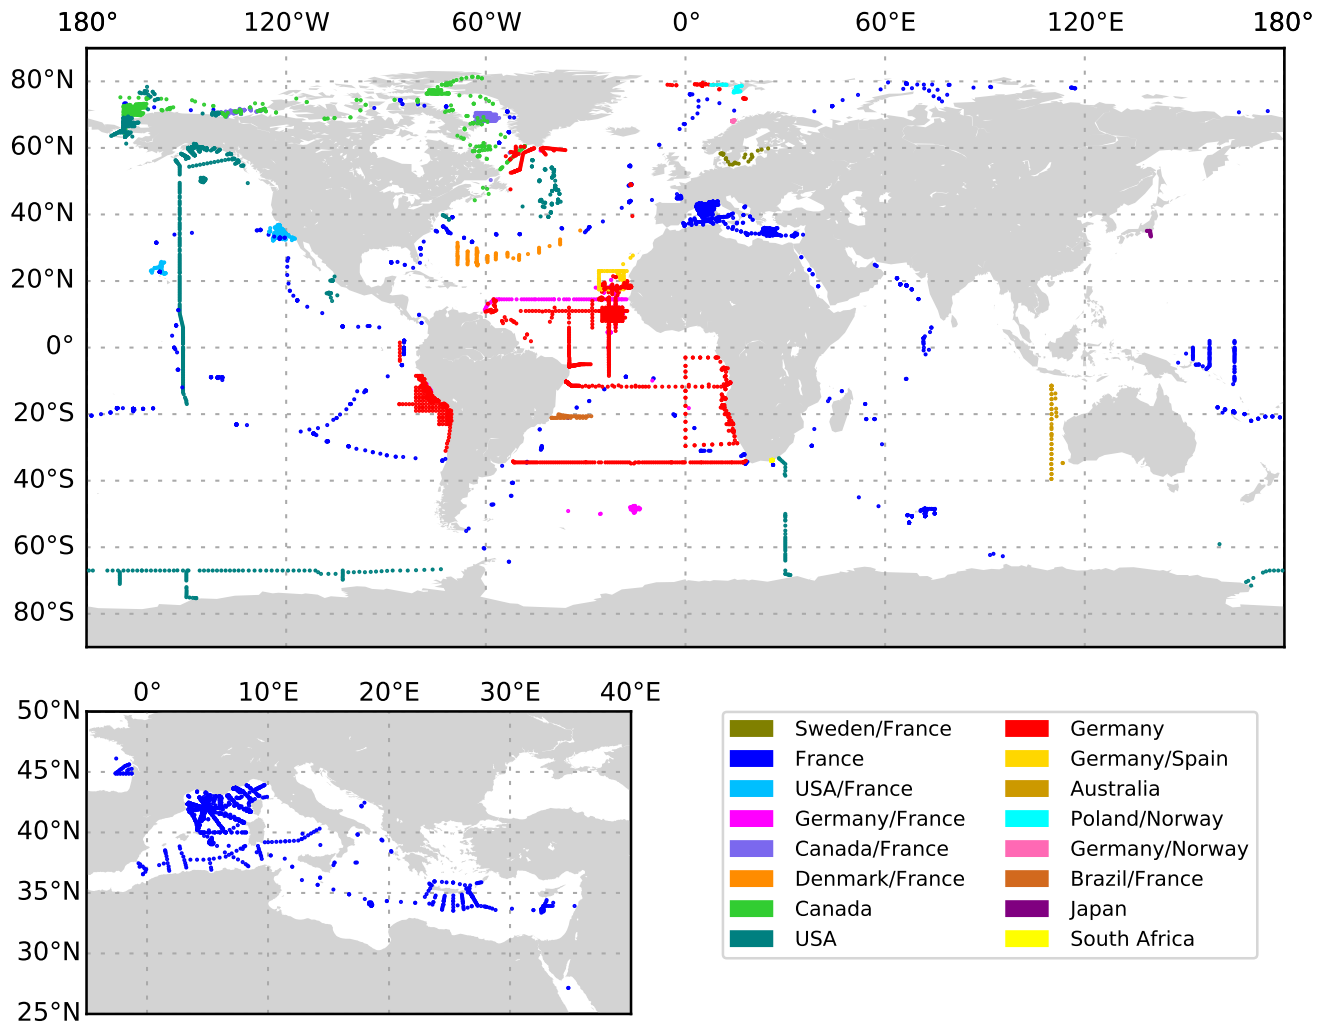 180° 120°W 60°W 0° 60°E 120°E 180°
80°N
60°N
40°N
20°N
0°
20°S
40°S
60°S
80°S
0° 10°E 20°E 30°E 40°E
50°N
45°N
40°N
35°N
30°N
25°N
Sweden/France
France
USA/France
Germany/France
Canada/France
Denmark/France
Canada
USA
Germany
Germany/Spain
Australia
Poland/Norway
Germany/Norway
Brazil/France
Japan
South Africa